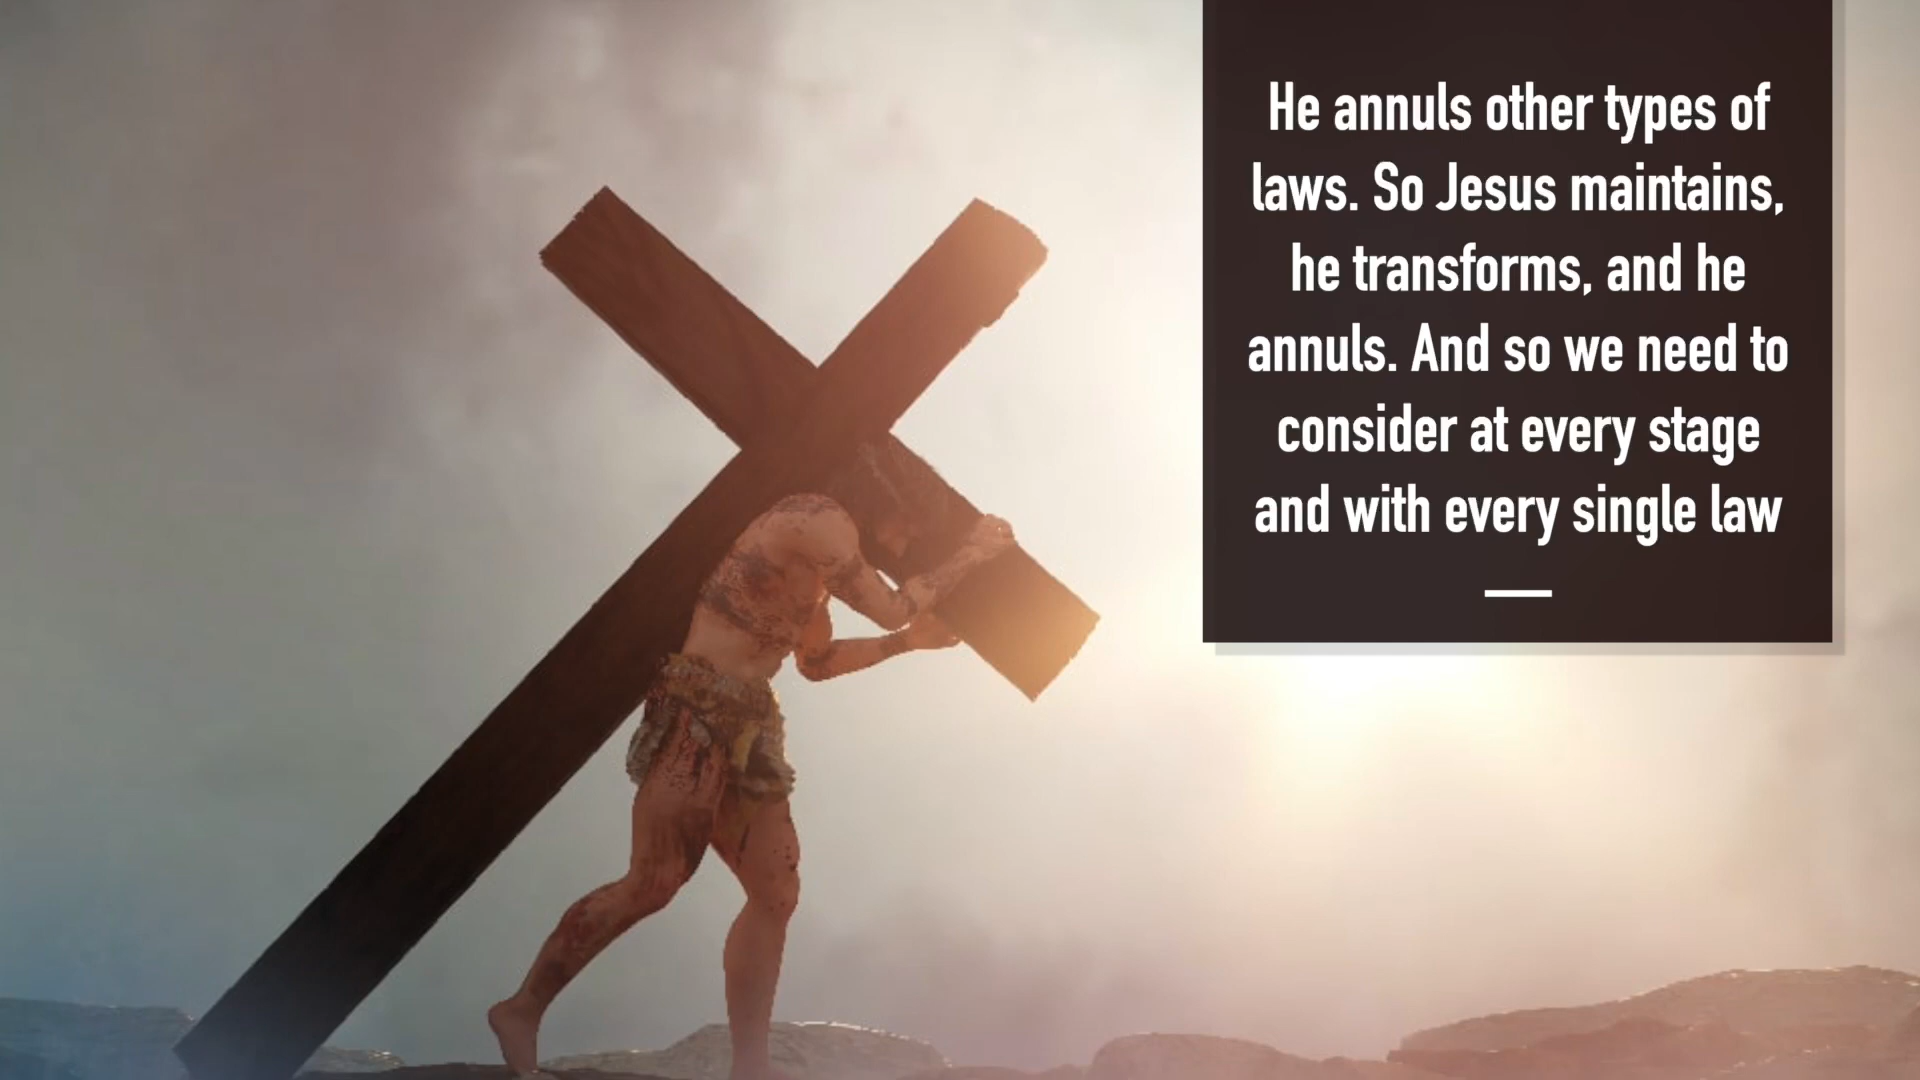 He annuls other types of
laws. So Jesus maintains,
he transforms, and he
annuls. And so we need to
consider at every stage
and with every single law